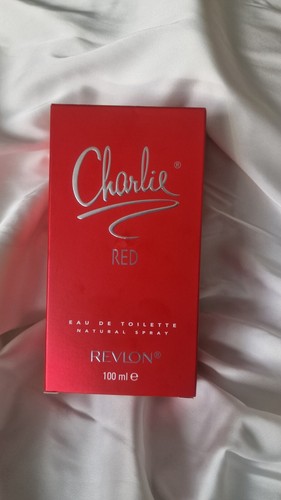 Charlie®
RED
EAU DE TOILETTE
NATURAL SPRAY
REVLON®
100 ml ℮